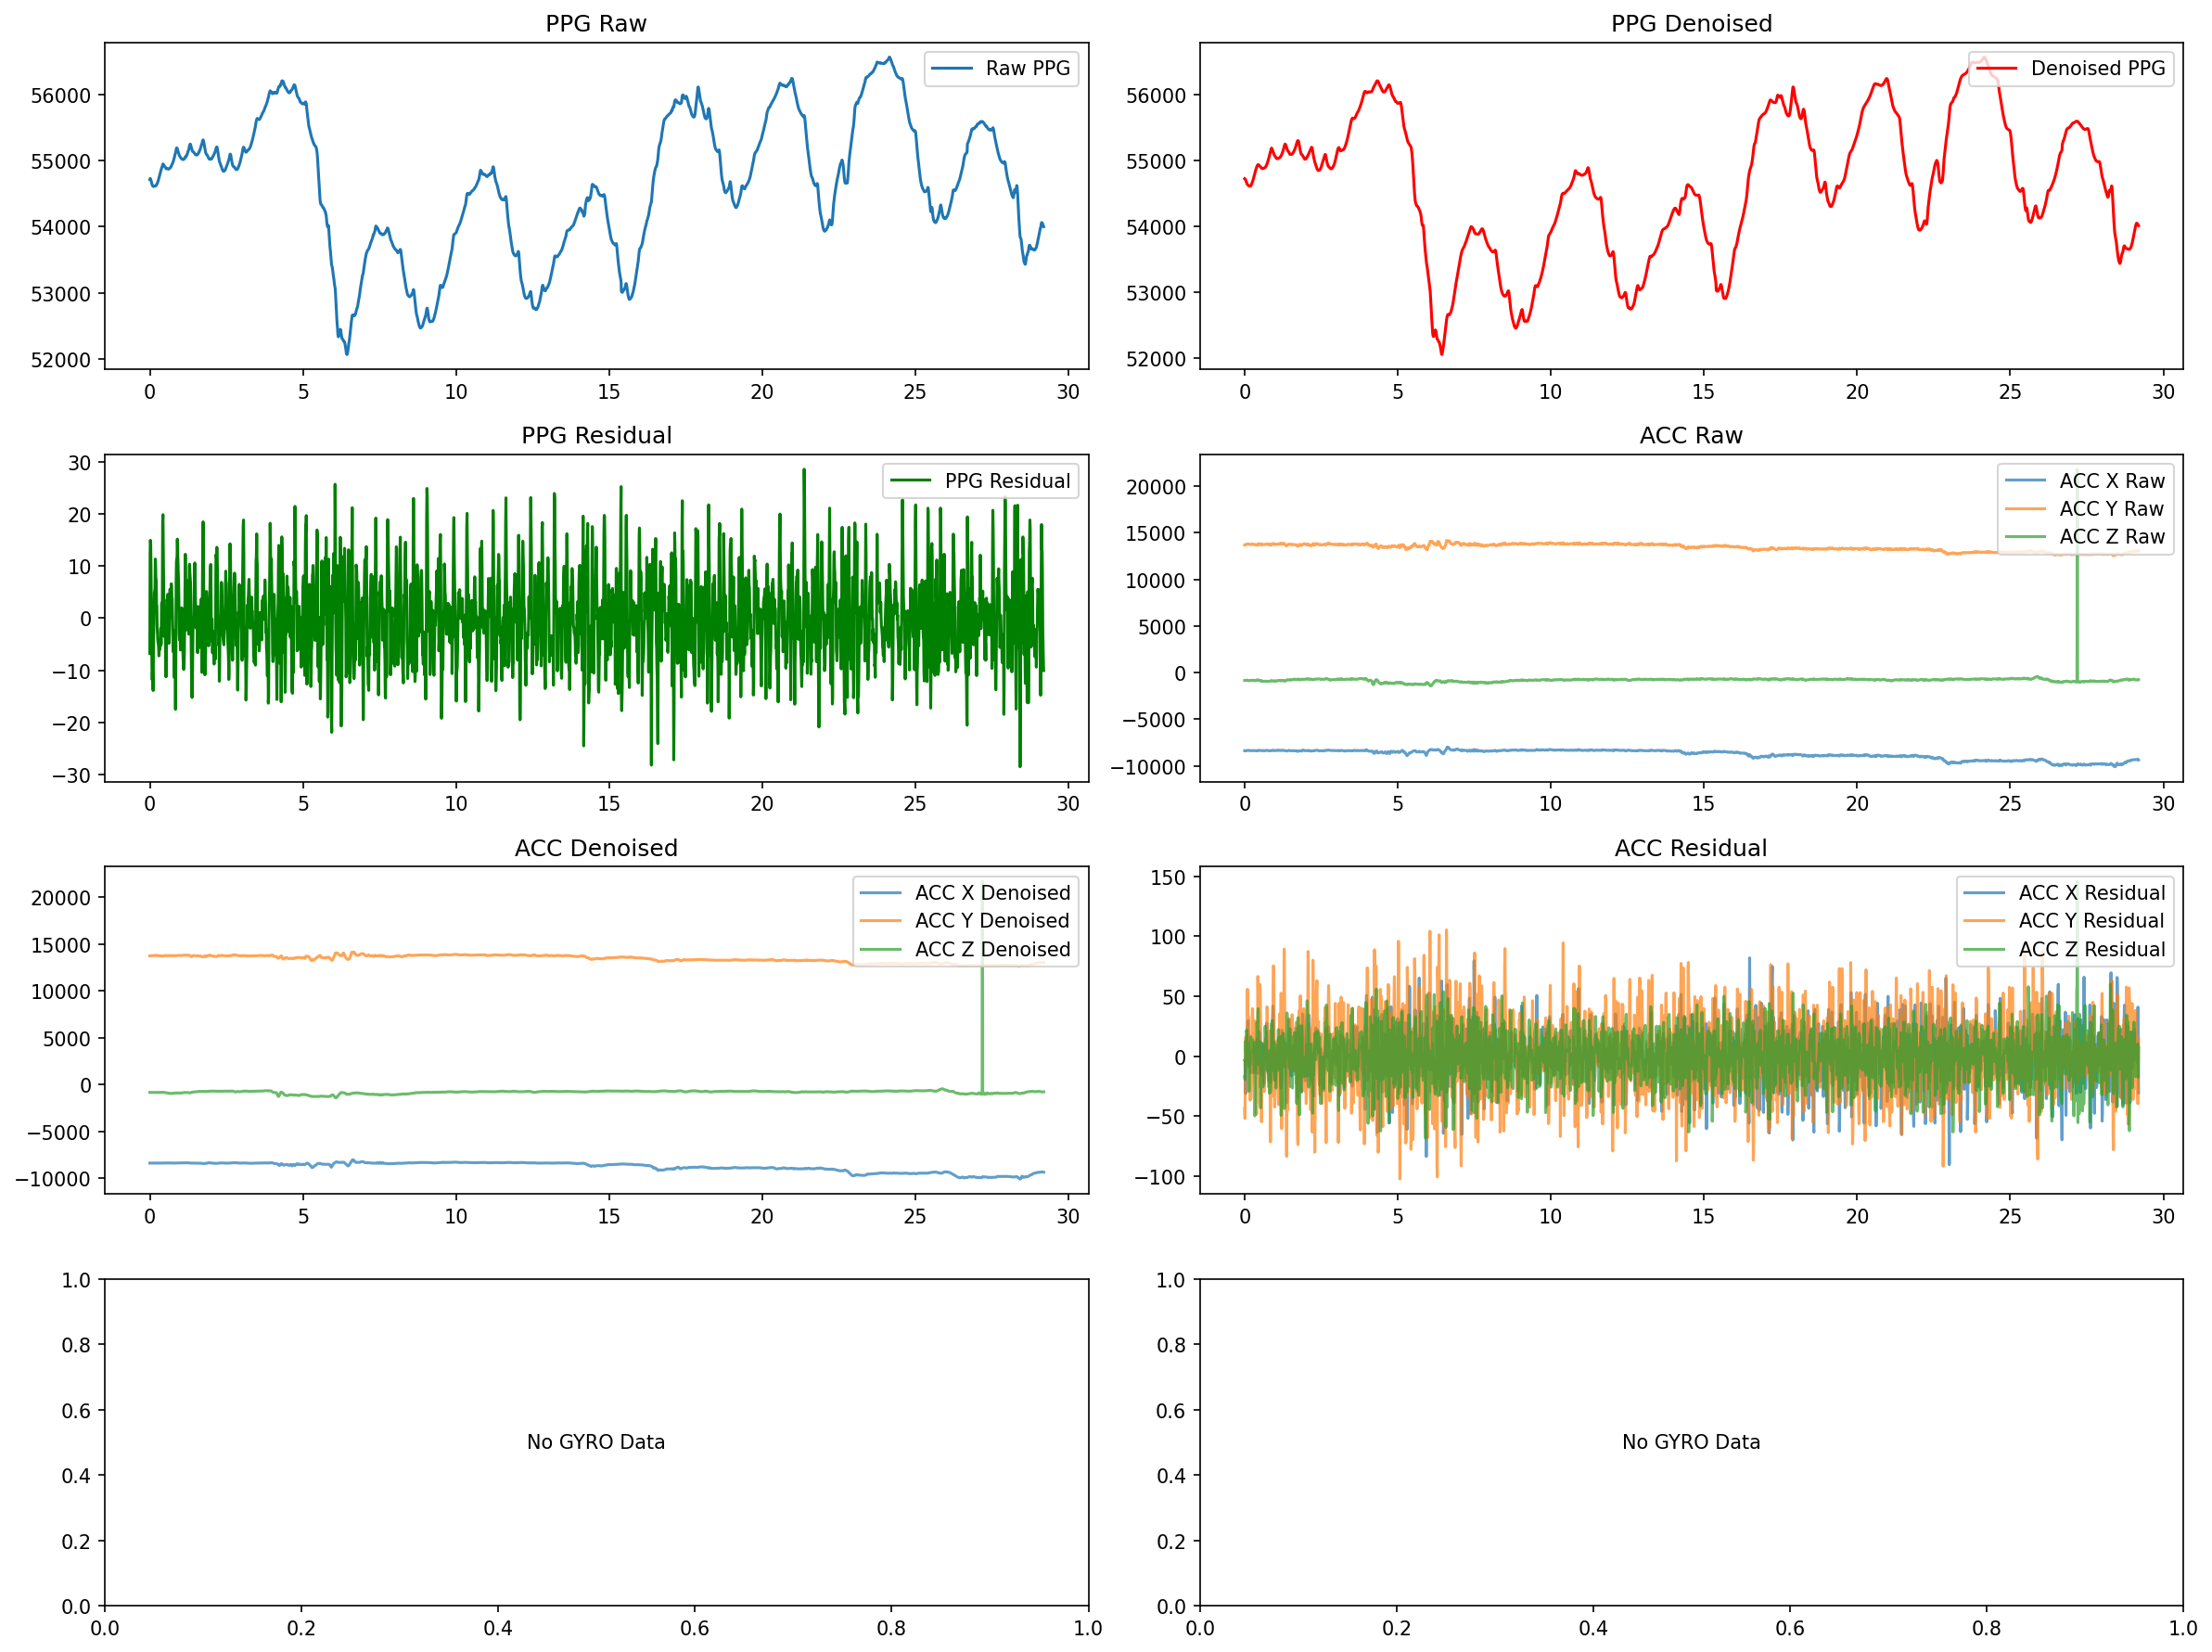 PPG Raw
Raw PPG
56000
55000
54000
53000
52000
0 5 10 15 20 25 30
PPG Denoised
Denoised PPG
56000
55000
54000
53000
52000
0 5 10 15 20 25 30
PPG Residual
PPG Residual
30
20
10
0
−10
−20
−30
0 5 10 15 20 25 30
ACC Raw
ACC X Raw
ACC Y Raw
ACC Z Raw
20000
15000
10000
5000
0
−5000
−10000
0 5 10 15 20 25 30
ACC Denoised
ACC X Denoised
ACC Y Denoised
ACC Z Denoised
20000
15000
10000
5000
0
−5000
−10000
0 5 10 15 20 25 30
ACC Residual
ACC X Residual
ACC Y Residual
ACC Z Residual
150
100
50
0
−50
−100
0 5 10 15 20 25 30
1.0
0.8
0.6
0.4
0.2
0.0
No GYRO Data
0.0 0.2 0.4 0.6 0.8 1.0
1.0
0.8
0.6
0.4
0.2
0.0
No GYRO Data
0.0 0.2 0.4 0.6 0.8 1.0